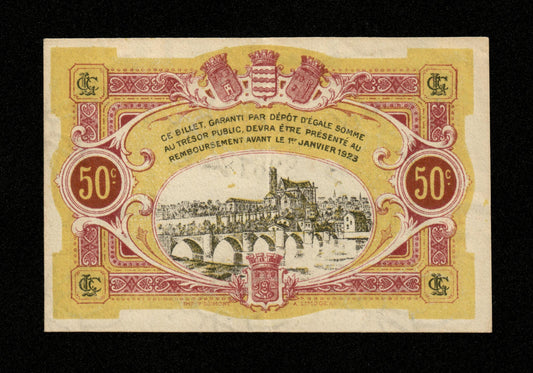 CE BILLET, GARANTI PAR DÉPÔT D'ÉGALE SOMME
AU TRÉSOR PUBLIC, DEVRA ÊTRE PRÉSENTÉ AU
REMBOURSEMENT AVANT LE 1ER JANVIER 1923
50c.
50c.
A LIMOGES